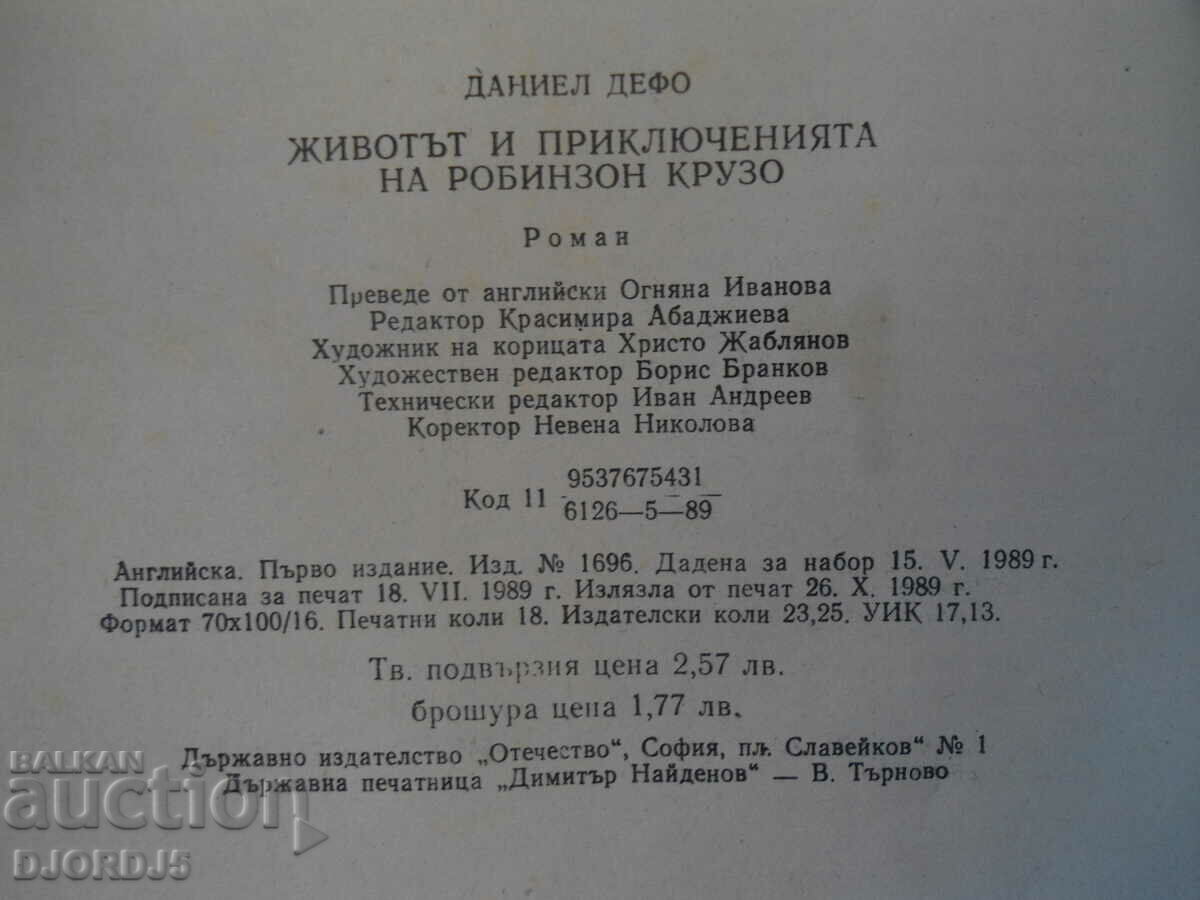 ДАНИЕЛ ДЕФО
ЖИВОТЪТ И ПРИКЛЮЧЕНИЯТА
НА РОБИНЗОН КРУЗО
Роман
Преведе от английски Огняна Иванова
Редактор Красимира Абаджиева
Художник на корицата Христо Жаблянов
Художествен редактор Борис Бранков
Технически редактор Иван Андреев
Коректор Невена Николова
9537675431
Код 11
6126—5—89
Английска. Първо издание. Изд. № 1696. Дадена за набор 15. V. 1989 г.
Подписана за печат 18. VII. 1989 г. Излязла от печат 26. X. 1989 г.
Формат 70x100/16. Печатни коли 18. Издателски коли 23,25. УИК 17,13.
Тв. подвързия цена 2,57 лв.
брошура цена 1,77 лв.
Държавно издателство „Отечество“, София, пл. Славейков“ № 1
Държавна печатница „Димитър Найденов“ — В. Търново
BALKAN
auction
DJORDJ5